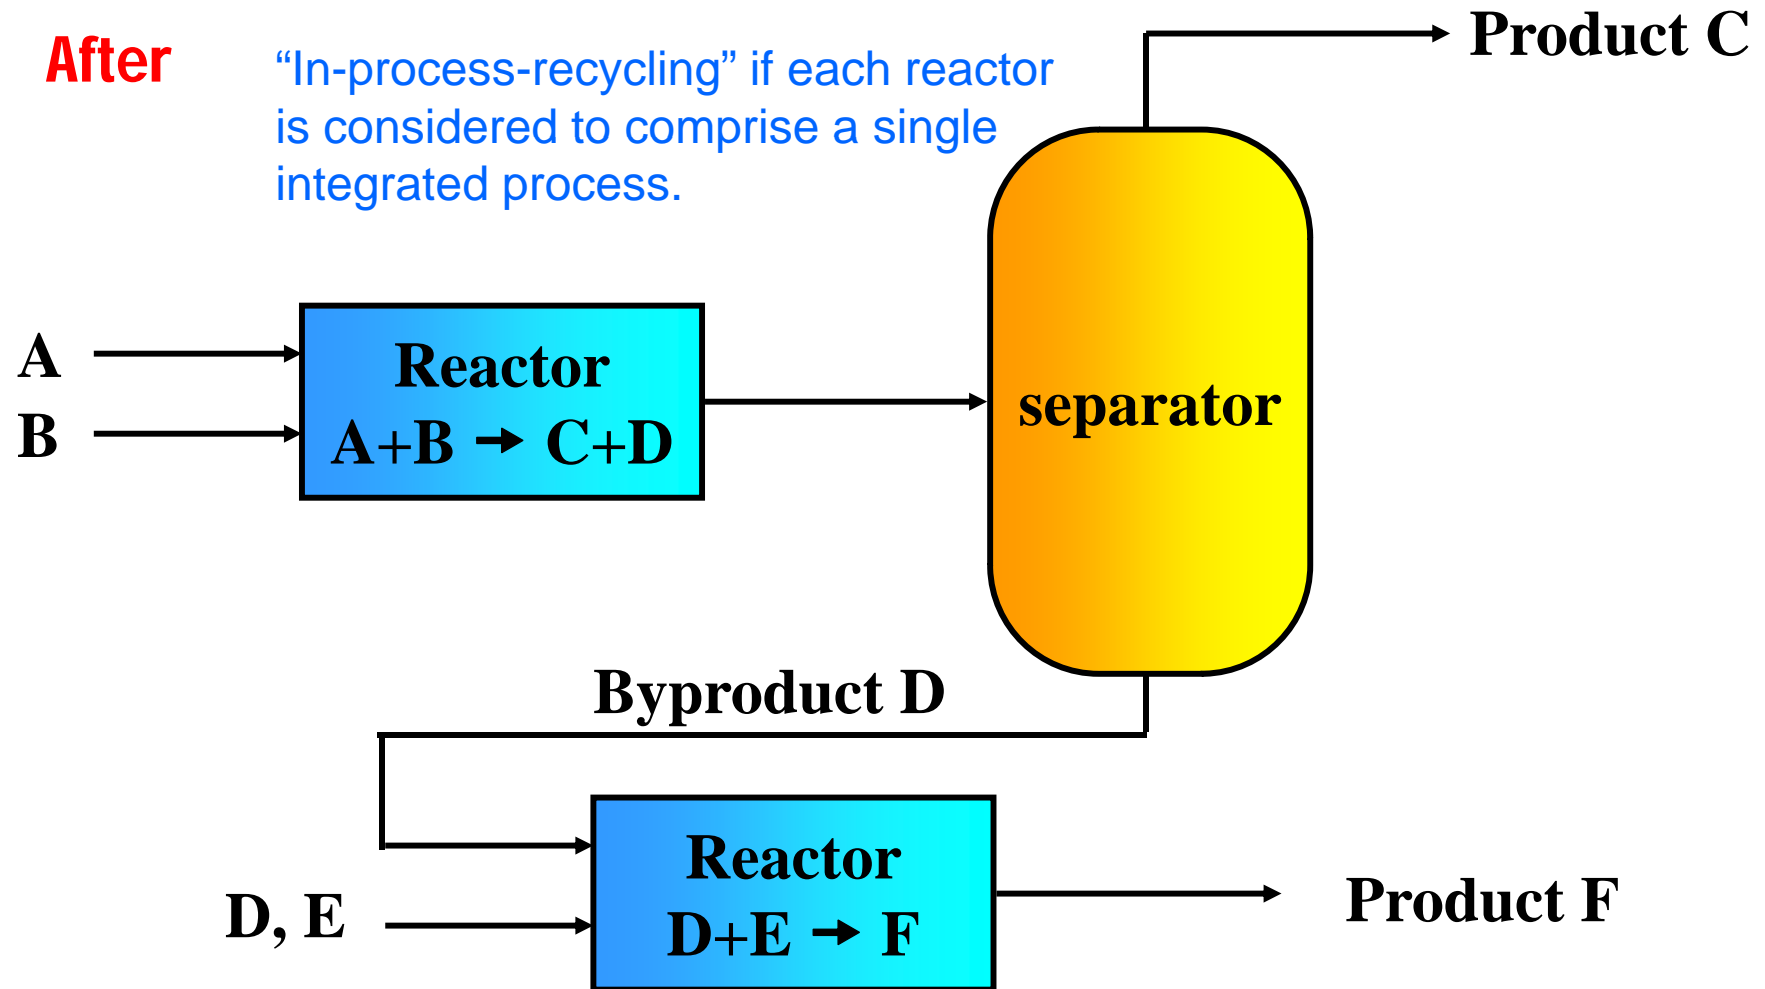 After
“In-process-recycling” if each reactor
is considered to comprise a single
integrated process.
Product C
A
B
Reactor
A+B → C+D
separator
Byproduct D
D, E
Reactor
D+E → F
Product F